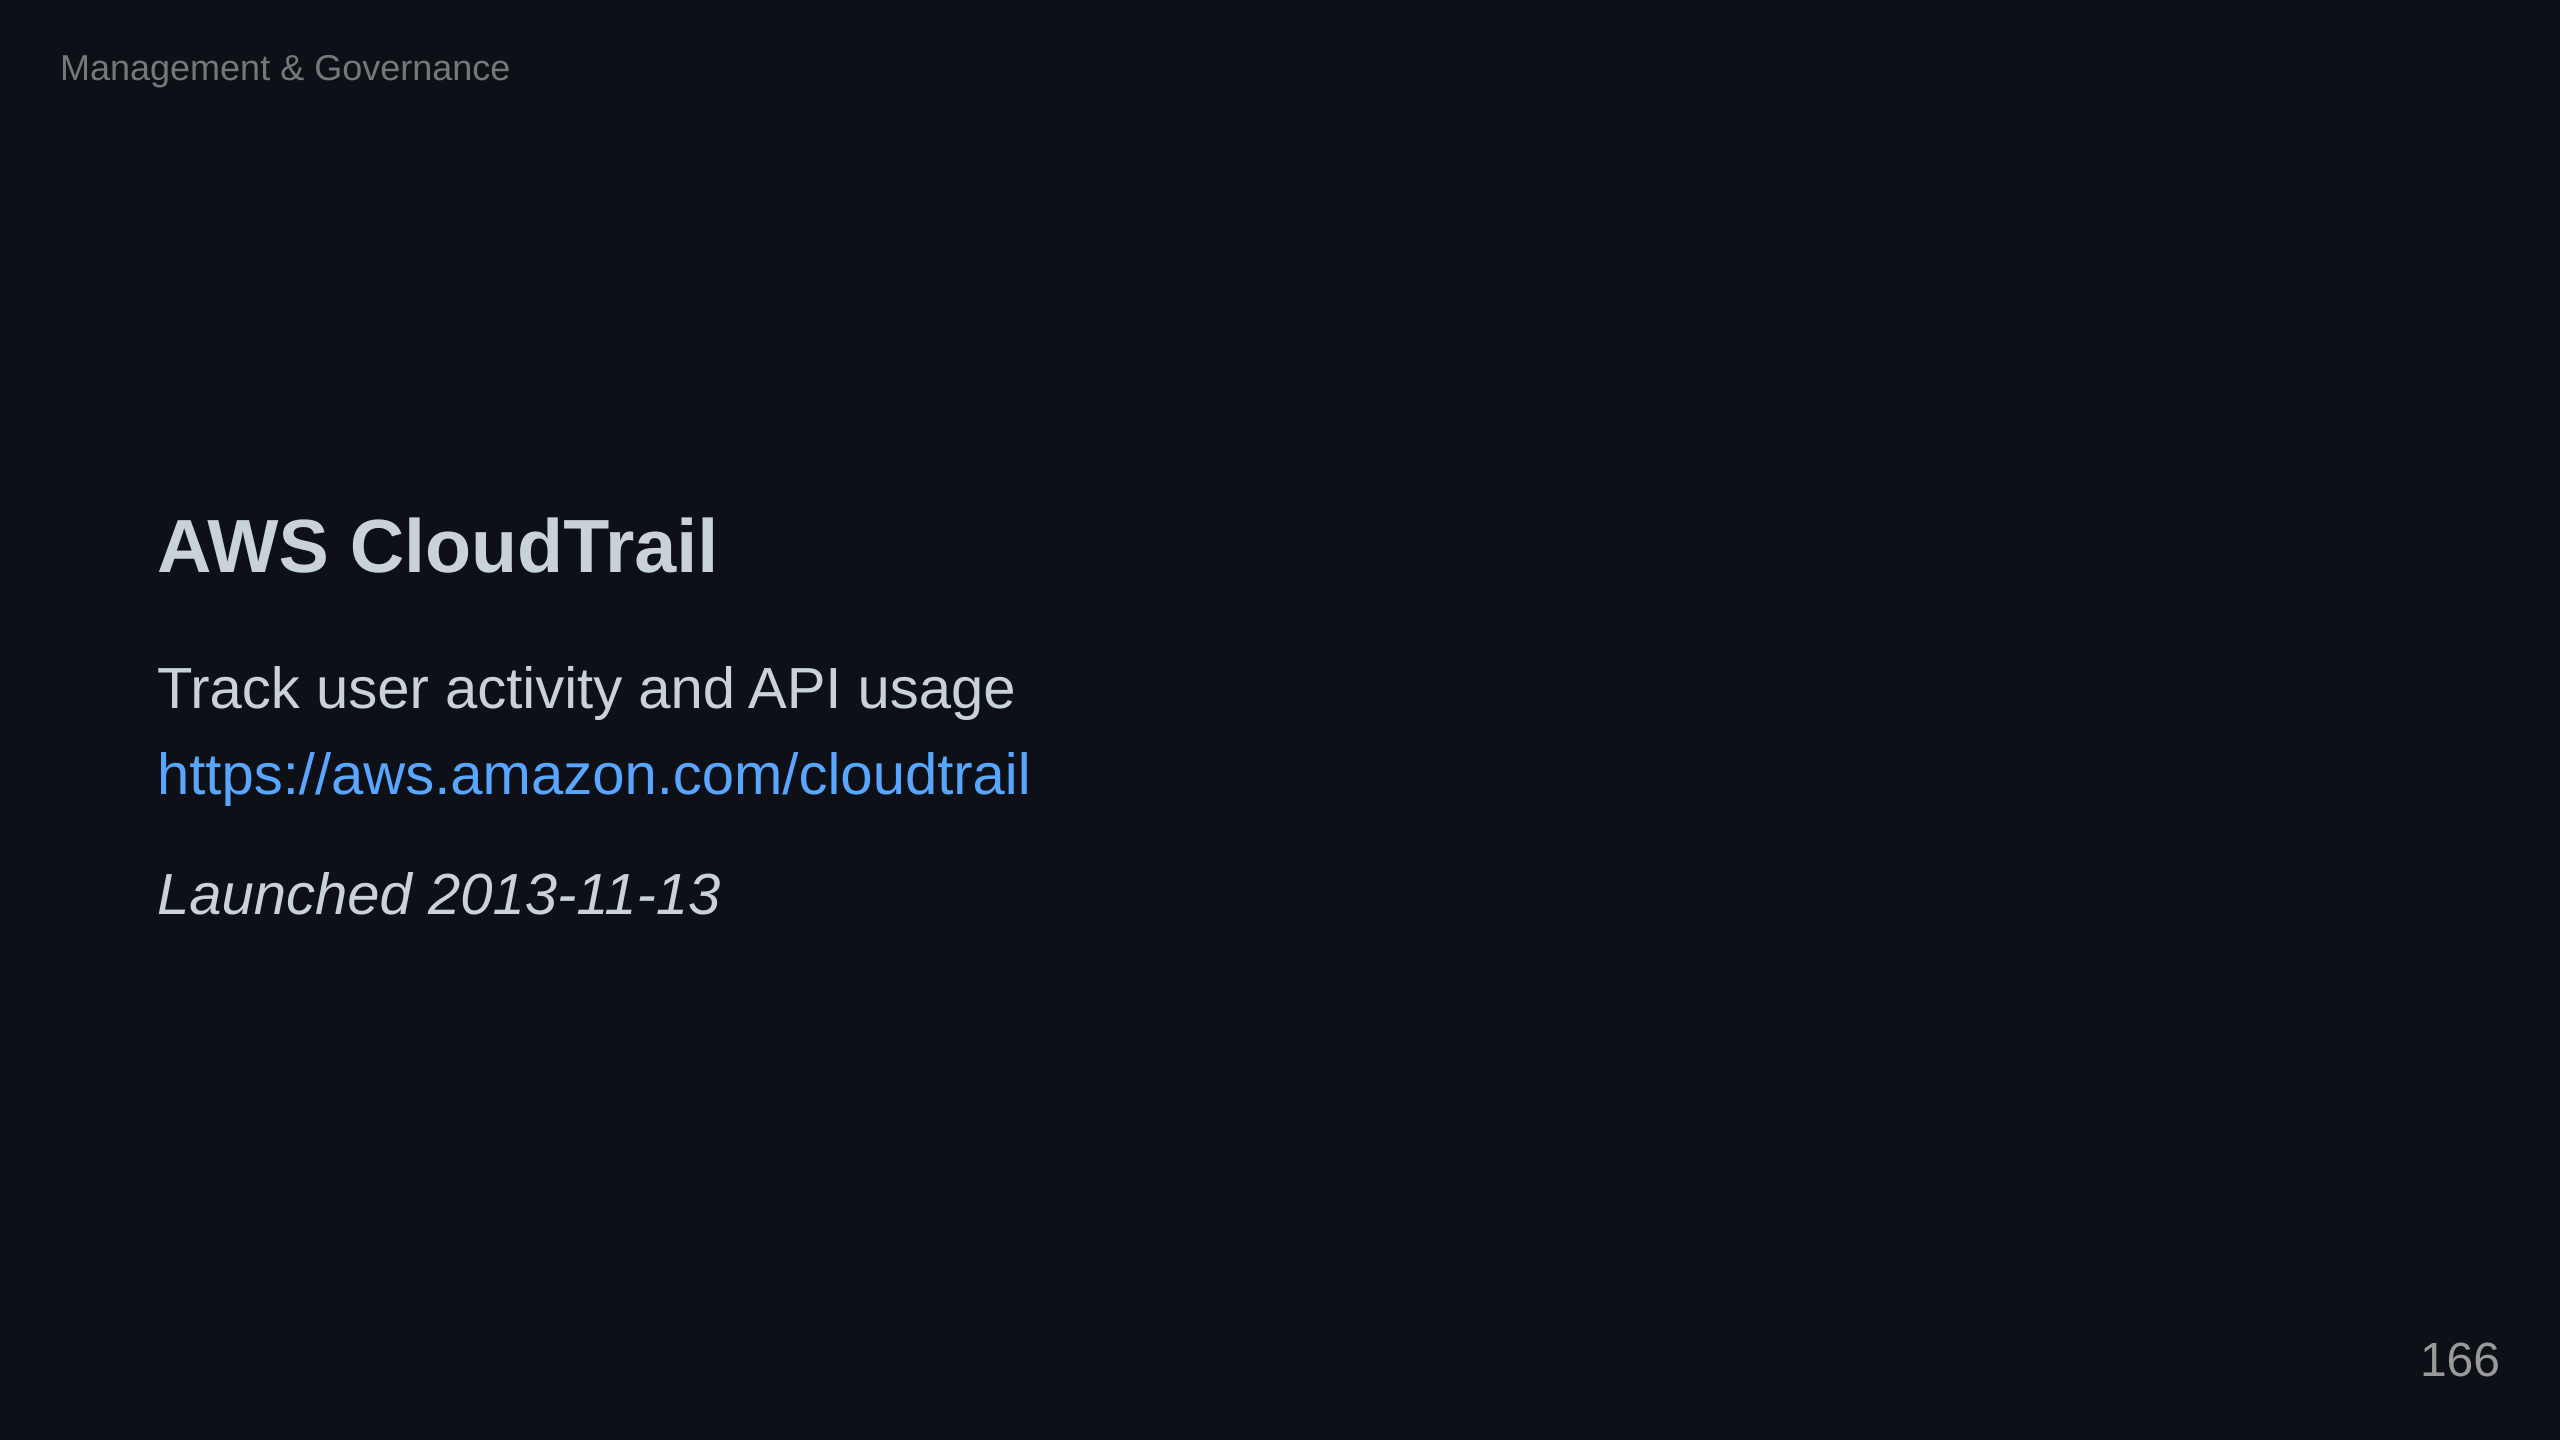 Management & Governance
AWS CloudTrail
Track user activity and API usage
https://aws.amazon.com/cloudtrail
Launched 2013-11-13
166